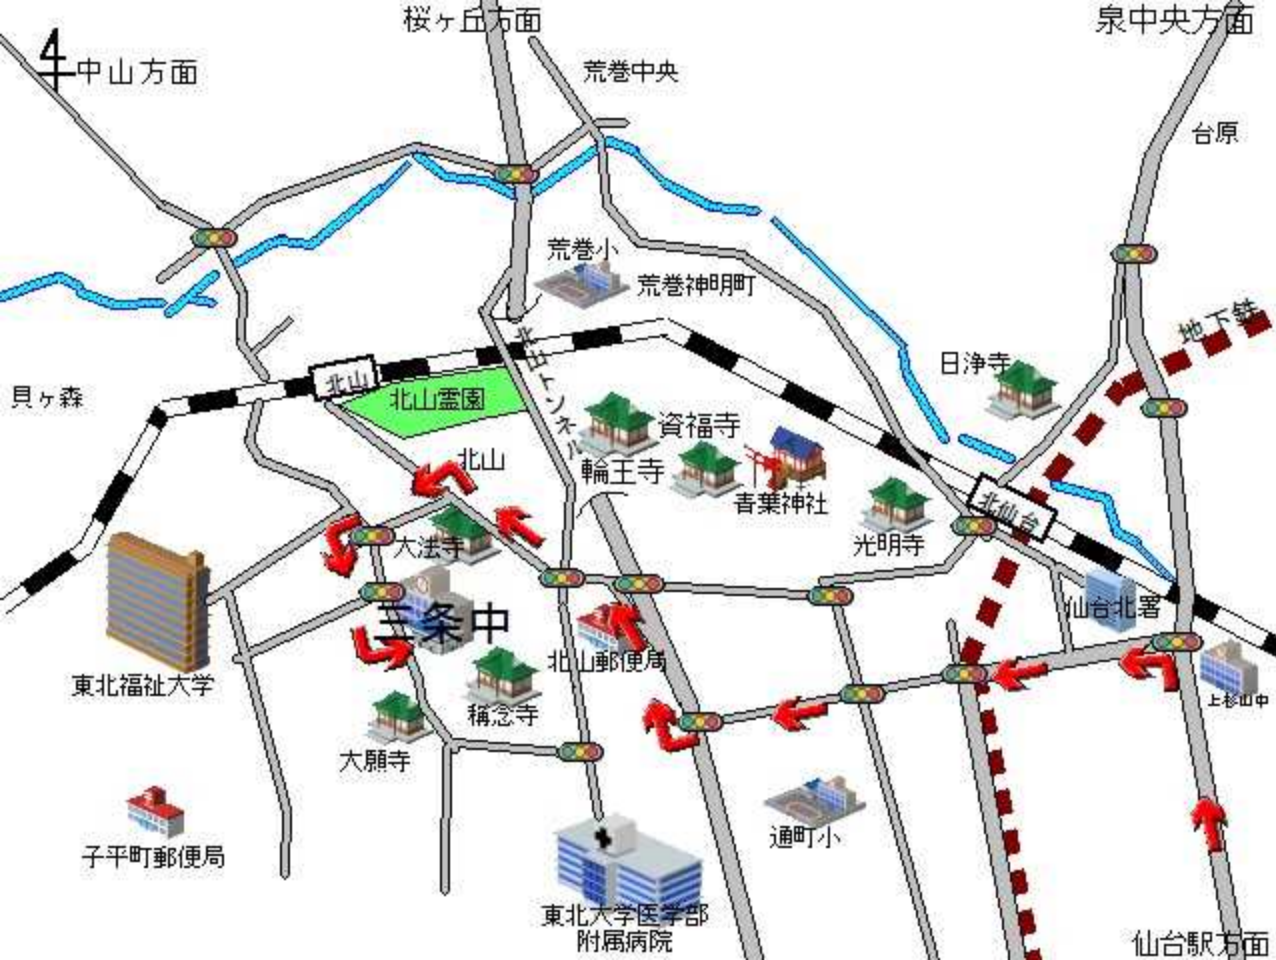 桜ヶ丘方面
泉中央方面
4
中山方面
荒巻中央
台原
荒巻小
荒巻神明町
地下鉄
北山トンネル
日浄寺
北山
貝ヶ森
北山霊園
資福寺
北山
輪王寺
青葉神社
北仙台
大法寺
光明寺
仙台北署
三条中
北山郵便局
東北福祉大学
上杉山中
稱念寺
大願寺
通町小
子平町郵便局
東北大学医学部
附属病院
仙台駅方面